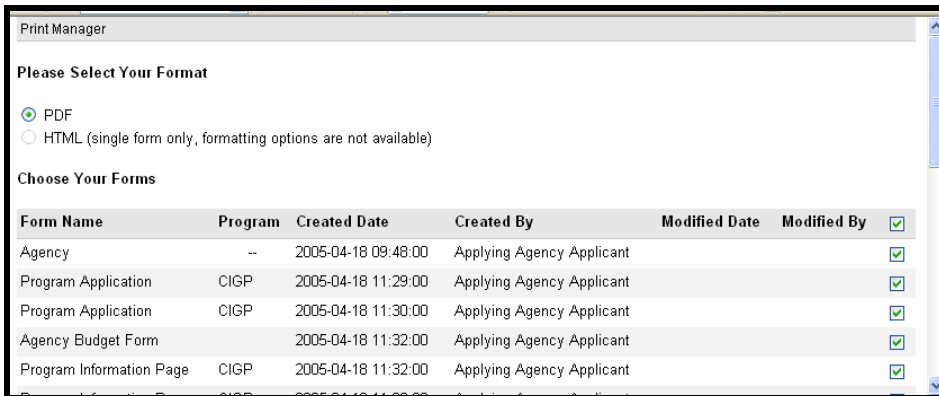 Print Manager
Please Select Your Format
PDF
HTML (single form only, formatting options are not available)
Choose Your Forms
Form Name Program Created Date Created By Modified Date Modified By
Agency -- 2005-04-18 09:48:00 Applying Agency Applicant
Program Application CIGP 2005-04-18 11:29:00 Applying Agency Applicant
Program Application CIGP 2005-04-18 11:30:00 Applying Agency Applicant
Agency Budget Form 2005-04-18 11:32:00 Applying Agency Applicant
Program Information Page CIGP 2005-04-18 11:32:00 Applying Agency Applicant